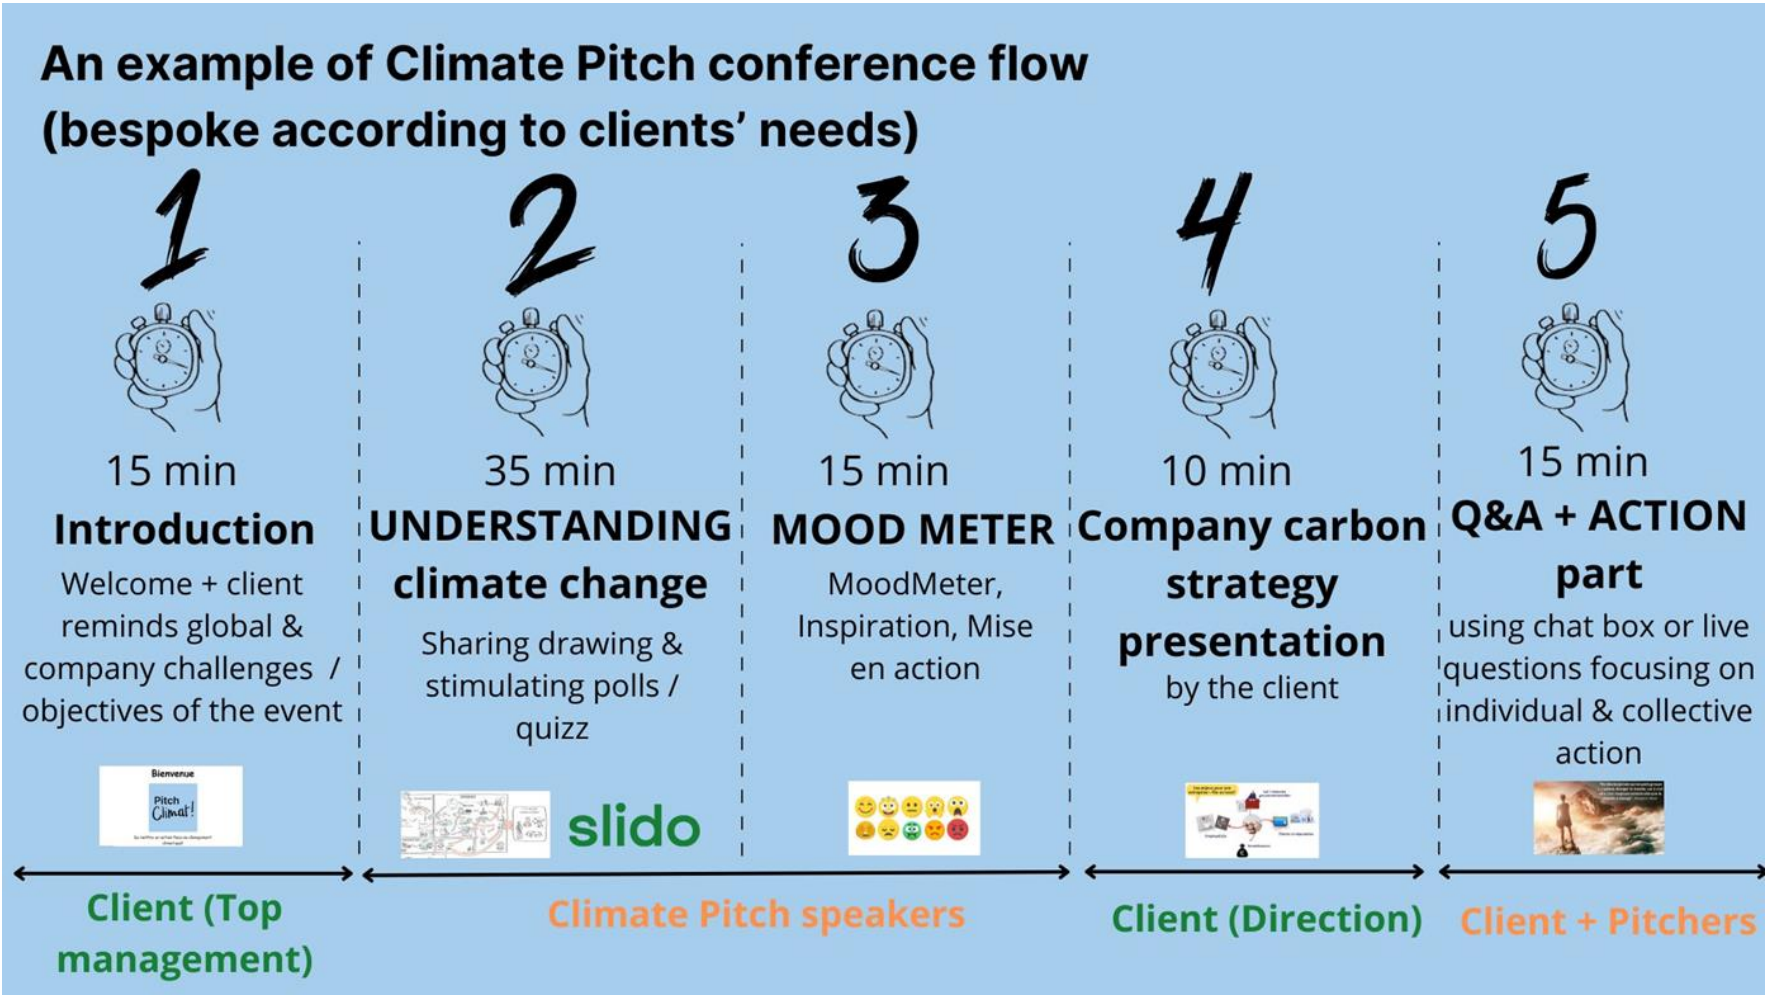 An example of Climate Pitch conference flow
(bespoke according to clients’ needs)
1
15 min
Introduction
Welcome + client
reminds global &
company challenges /
objectives of the event
Bienvenue
Pitch
Climat!
Client (Top
management)
2
35 min
UNDERSTANDING
climate change
Sharing drawing &
stimulating polls /
quizz
slido
3
15 min
MOOD METER
MoodMeter,
Inspiration, Mise
en action
Climate Pitch speakers
4
10 min
Company carbon
strategy
presentation
by the client
Client (Direction)
5
15 min
Q&A + ACTION
part
using chat box or live
questions focusing on
individual & collective
action
Client + Pitchers